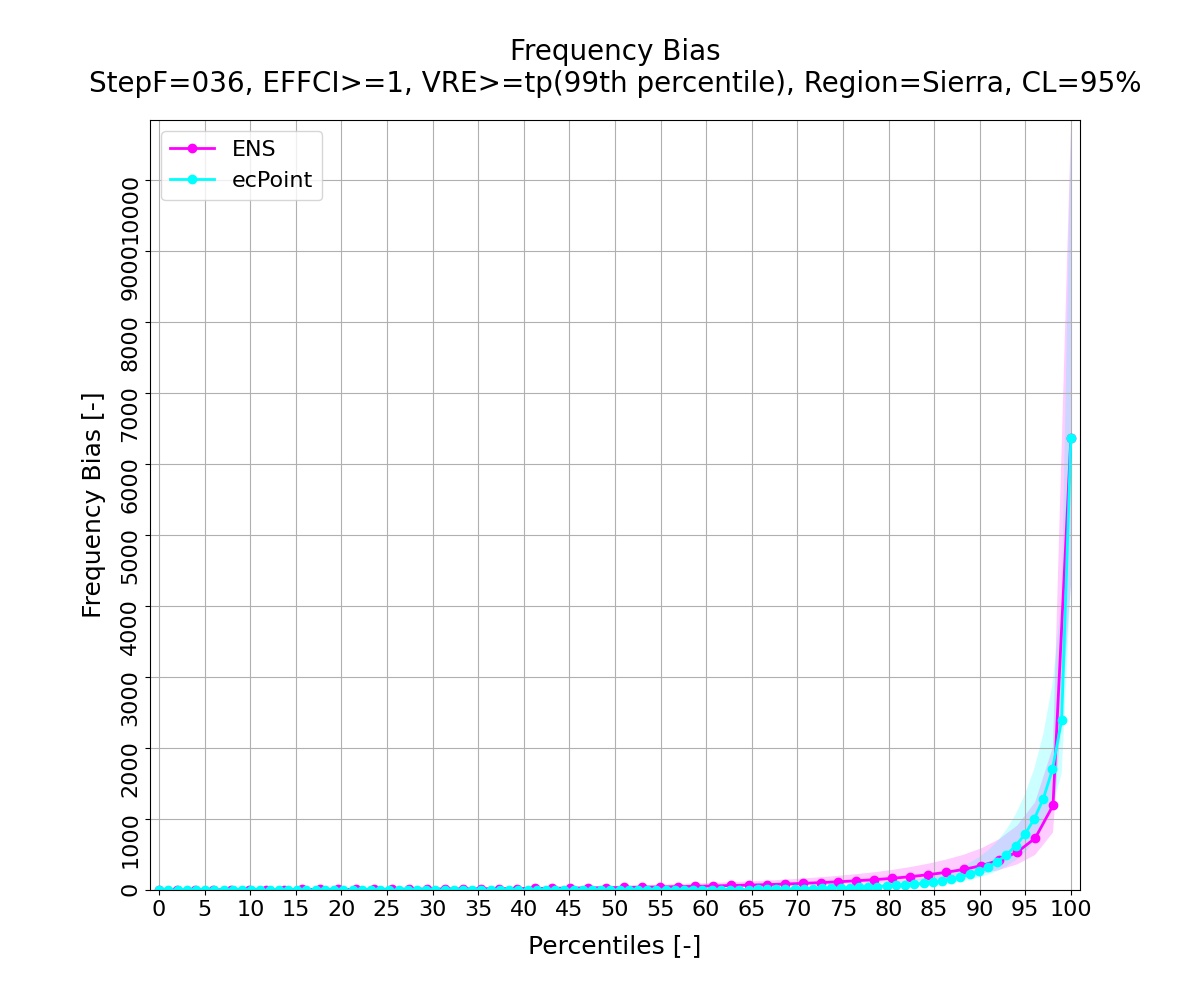 Frequency Bias
StepF=036, EFFCI>=1, VRE>=tp(99th percentile), Region=Sierra, CL=95%
ENS
ecPoint
Frequency Bias [-]
10000
9000
8000
7000
6000
5000
4000
3000
2000
1000
0
0 5 10 15 20 25 30 35 40 45 50 55 60 65 70 75 80 85 90 95 100
Percentiles [-]